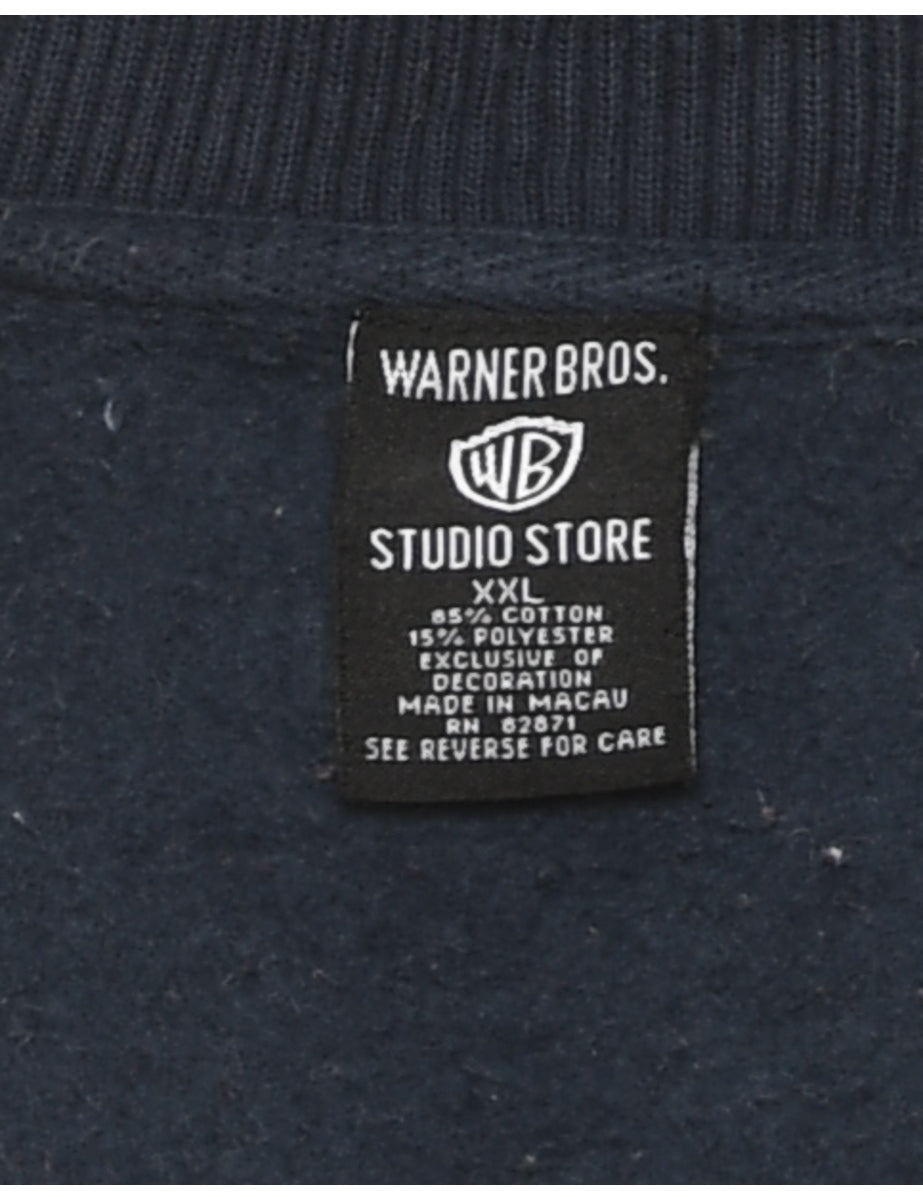 WARNER BROS.
WB
STUDIO STORE
XXL
85% COTTON
15% POLYESTER
EXCLUSIVE OF
DECORATION
MADE IN MACAU
RN 62871
SEE REVERSE FOR CARE